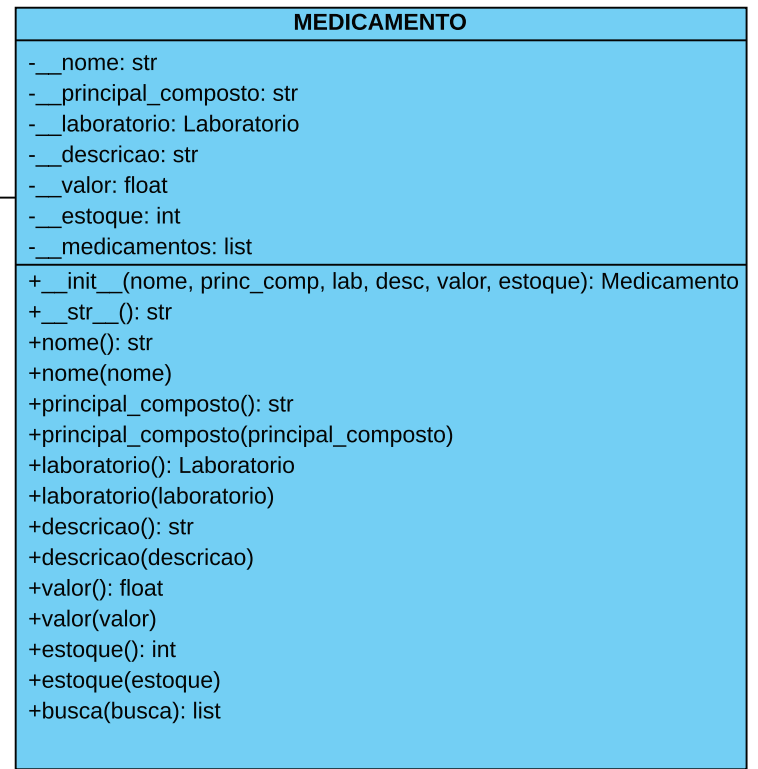 MEDICAMENTO
-__nome: str
-__principal_composto: str
-__laboratorio: Laboratorio
-__descricao: str
-__valor: float
-__estoque: int
-__medicamentos: list
+__init__(nome, princ_comp, lab, desc, valor, estoque): Medicamento
+__str__(): str
+nome(): str
+nome(nome)
+principal_composto(): str
+principal_composto(principal_composto)
+laboratorio(): Laboratorio
+laboratorio(laboratorio)
+descricao(): str
+descricao(descricao)
+valor(): float
+valor(valor)
+estoque(): int
+estoque(estoque)
+busca(busca): list